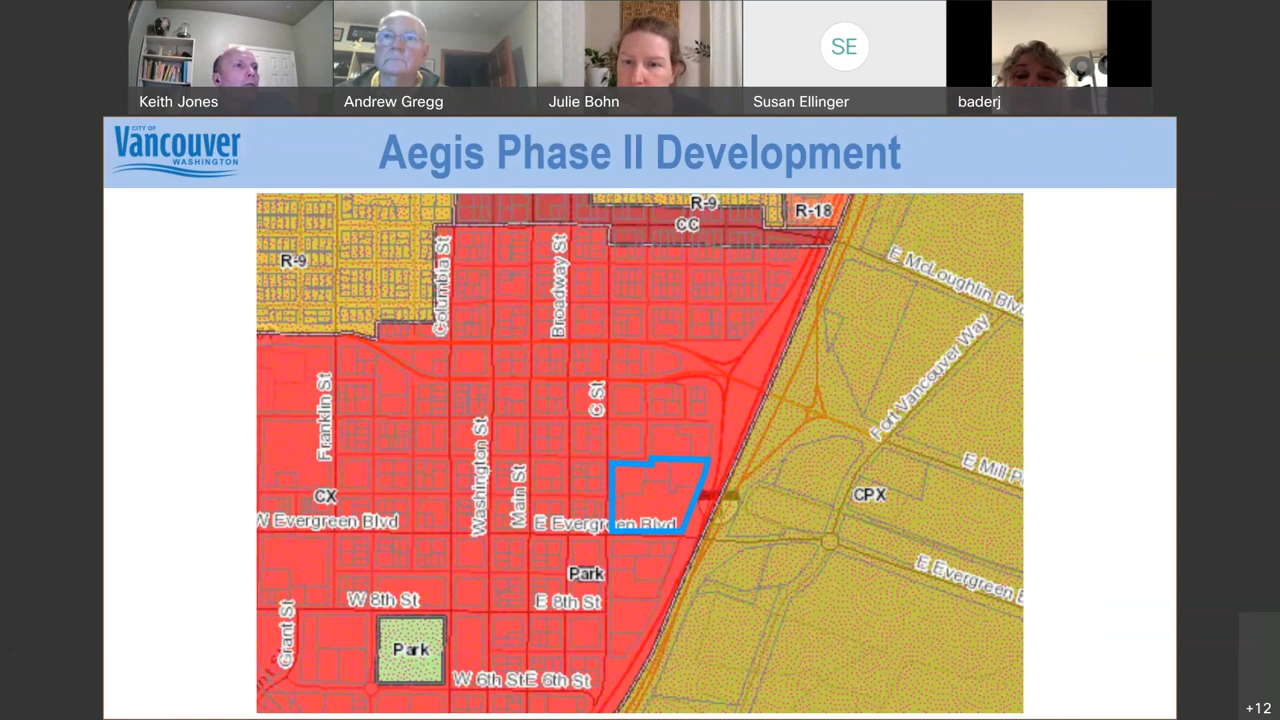 Keith Jones
Andrew Gregg
Julie Bohn
SE
Susan Ellinger
baderj
CITY OF
Vancouver
WASHINGTON
Aegis Phase II Development
R-9
CC
R-18
R-9
Columbia St
Broadway St
E McLoughlin Blvd
Fort Vancouver Way
Franklin St
C St
Washington St
Main St
E Mill P
CX
CPX
W Evergreen Blvd
E Evergreen Blvd
E Evergreen B
Park
W 8th St
E 8th St
Grant St
Park
W 6th St
E 6th St
+12